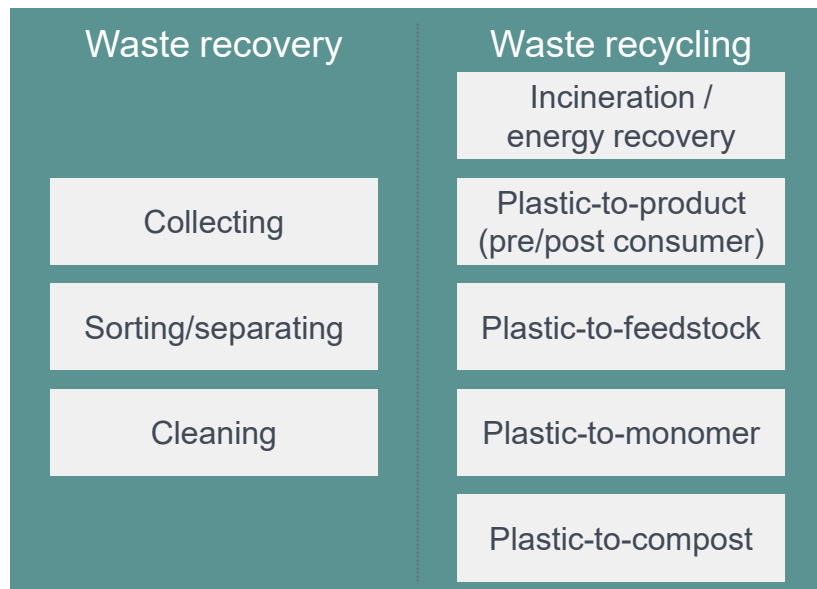 Waste recovery
Collecting
Sorting/separating
Cleaning
Waste recycling
Incineration /
energy recovery
Plastic-to-product
(pre/post consumer)
Plastic-to-feedstock
Plastic-to-monomer
Plastic-to-compost